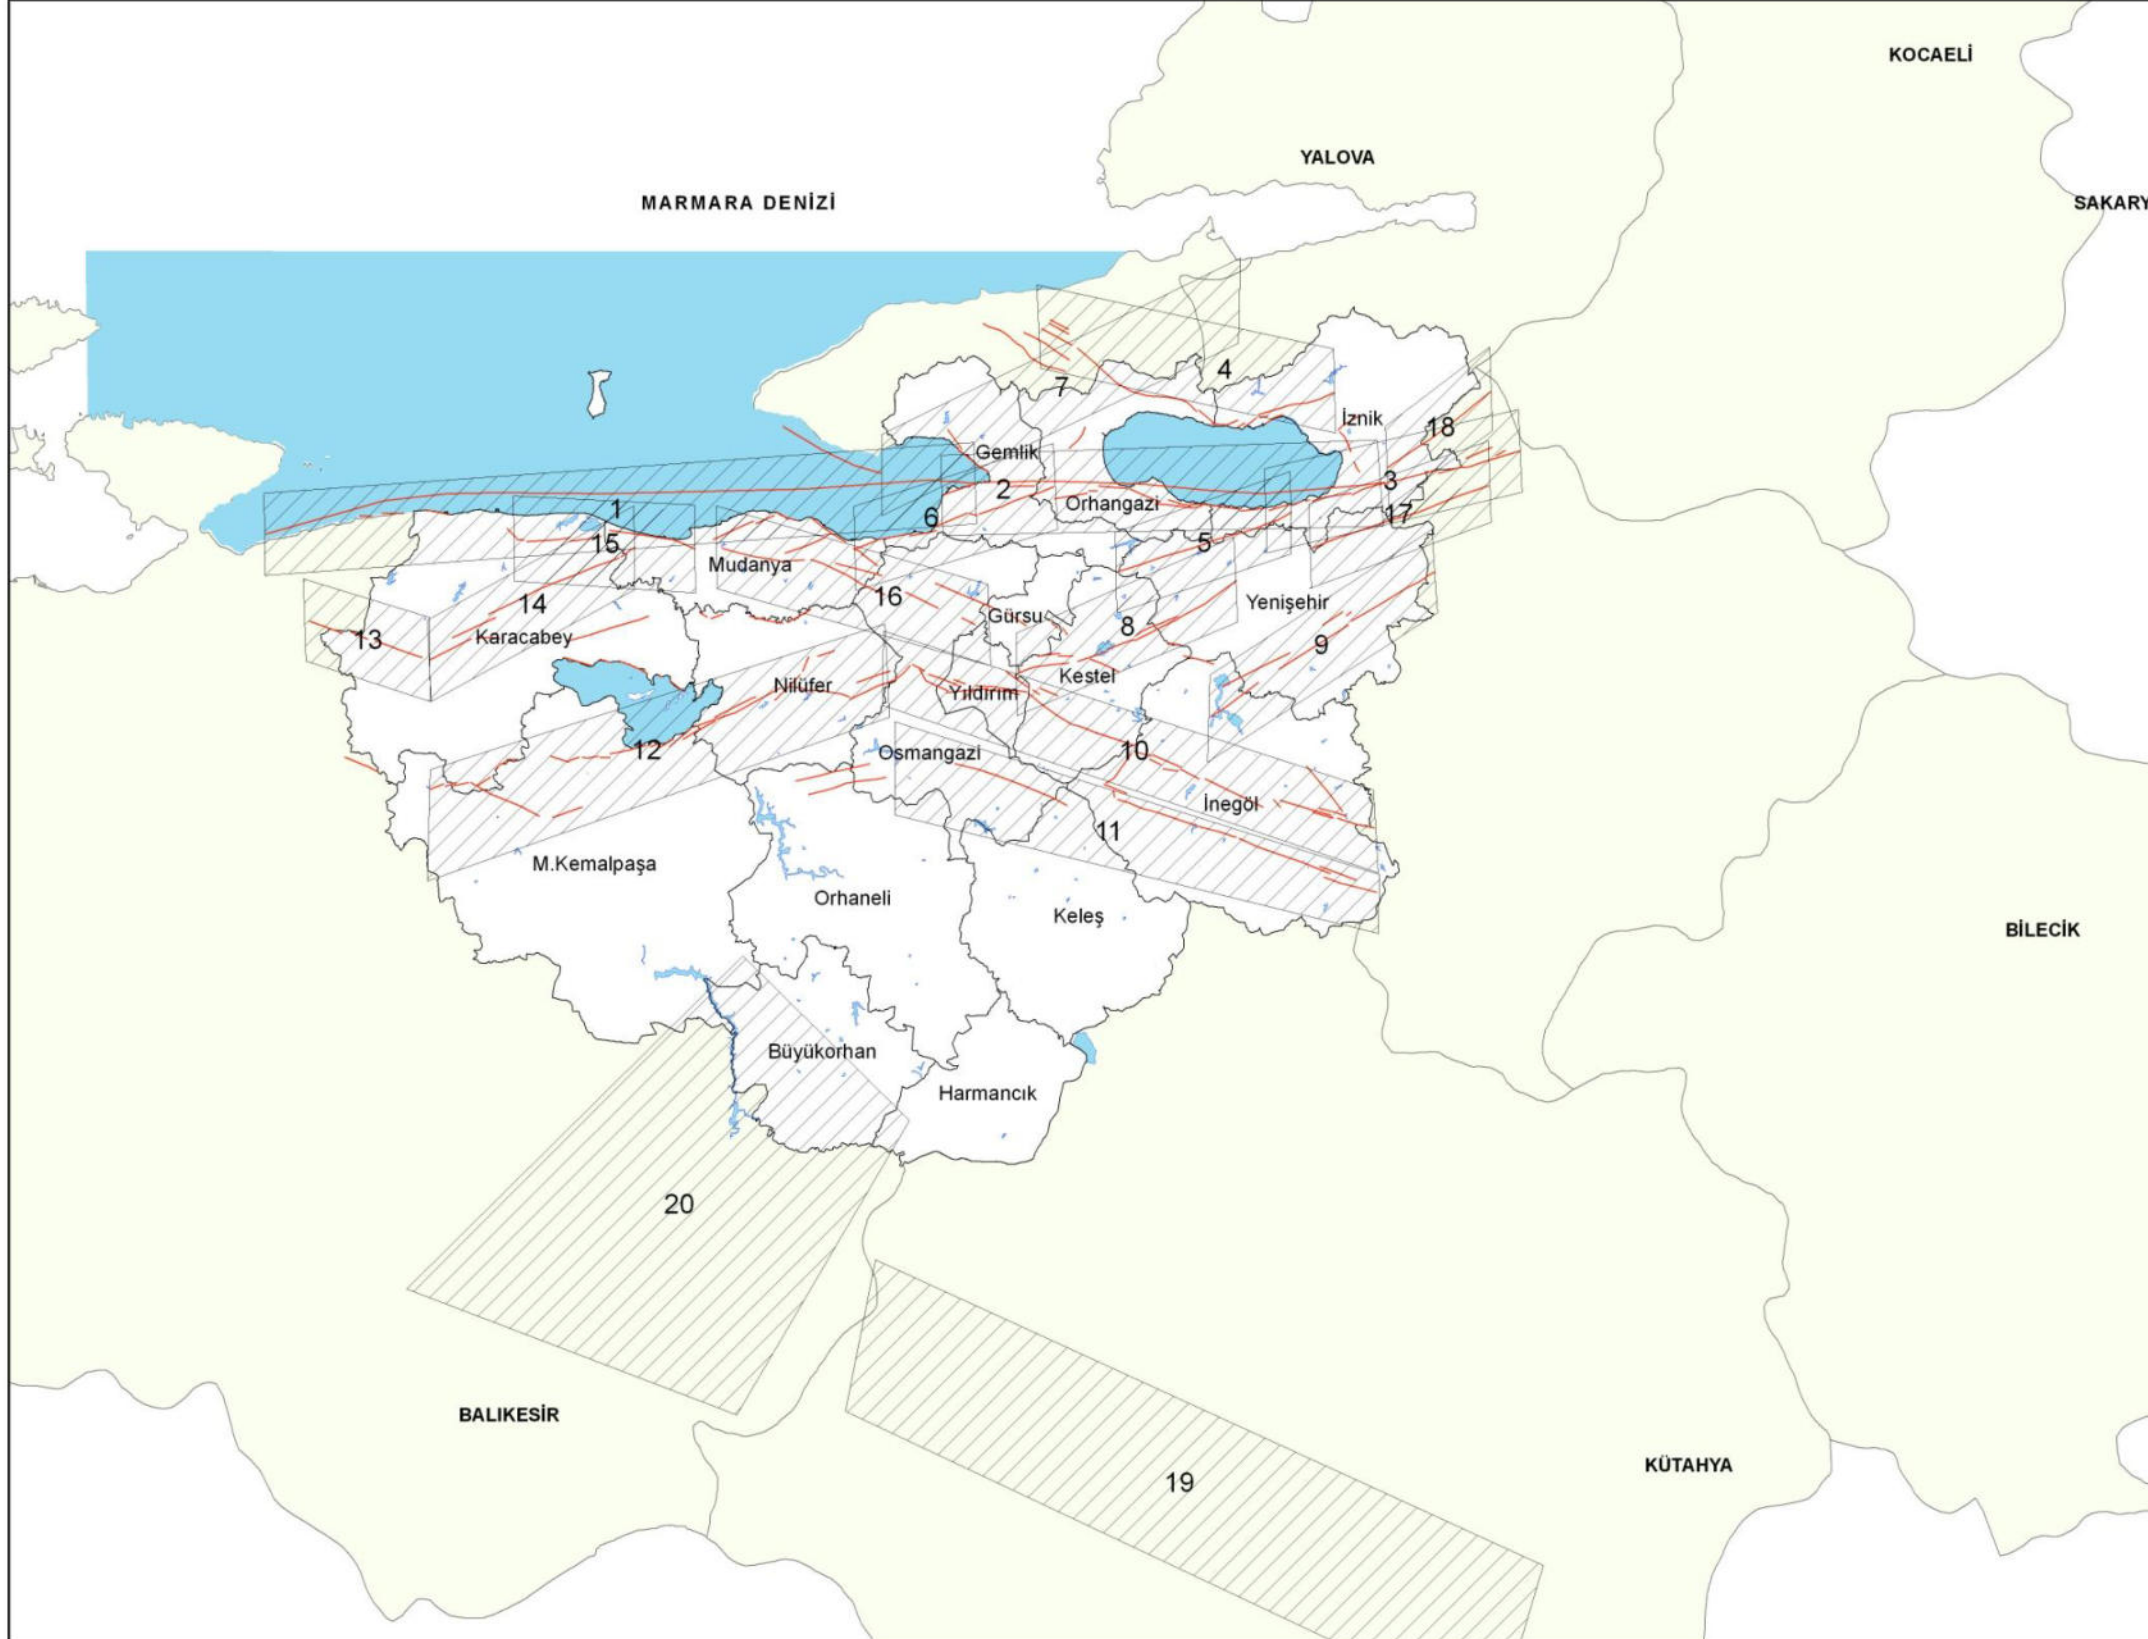 KOCAELİ
YALOVA
MARMARA DENİZİ
SAKARY
4
7
İznik
18
Gemlik
3
2
1
Orhangazi
17
6
15
5
Mudanya
16
14
Yenişehir
Gürsu
8
13
Karacabey
9
Kestel
Nilüfer
Yıldırım
12
10
Osmangazi
İnegöl
11
M.Kemalpaşa
Orhaneli
Keleş
BİLECİK
Büyükorhan
Harmancık
20
BALIKESİR
KÜTAHYA
19